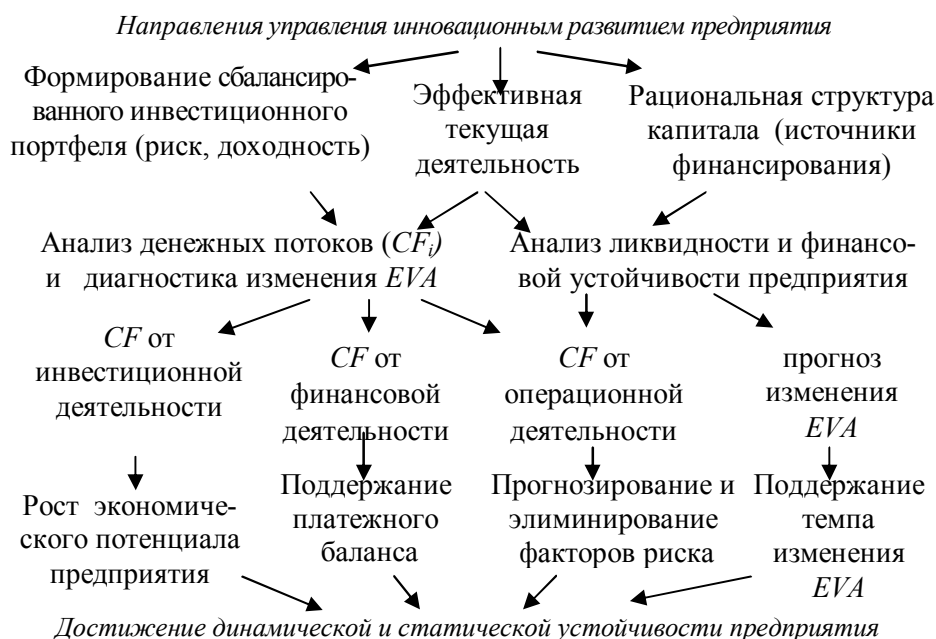 Направления управления инновационным развитием предприятия
Формирование сбалансиро-
ванного инвестиционного
портфеля (риск, доходность)
Эффективная
текущая
деятельность
Рациональная структура
капитала (источники
финансирования)
Анализ денежных потоков (CFi)
и диагностика изменения EVA
Анализ ликвидности и финансо-
вой устойчивости предприятия
CF от
инвестиционной
деятельности
CF от
финансовой
деятельности
CF от
операционной
деятельности
прогноз
изменения
EVA
Рост экономиче-
ского потенциала
предприятия
Поддержание
платежного
баланса
Прогнозирование и
элиминирование
факторов риска
Поддержание
темпа
изменения
EVA
Достижение динамической и статической устойчивости предприятия